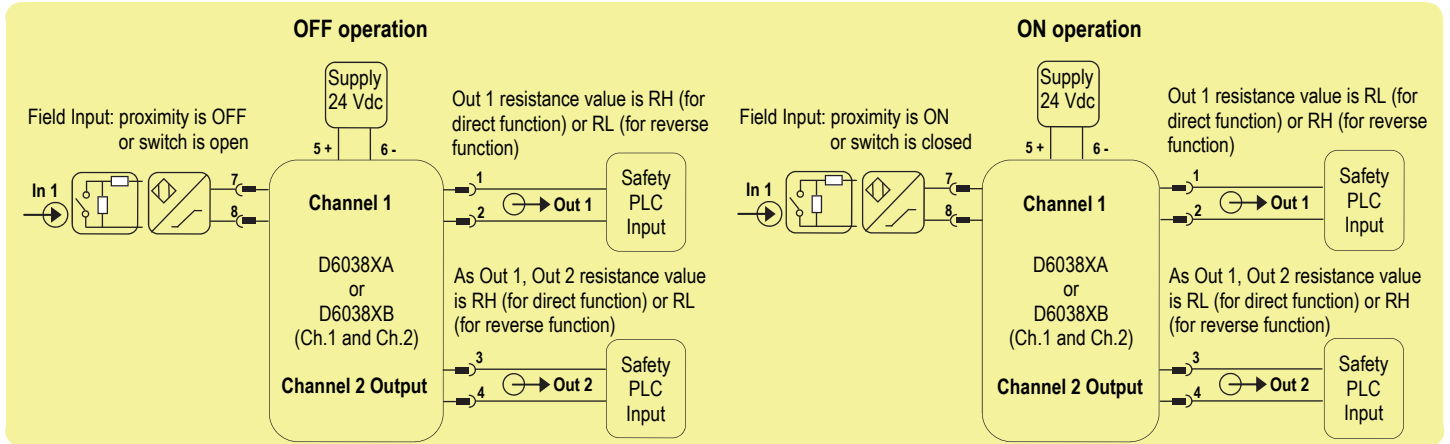 OFF operation
Supply
24 Vdc
Field Input: proximity is OFF
or switch is open
Out 1 resistance value is RH (for
direct function) or RL (for reverse
function)
5 +
6 -
In 1
7
8
Channel 1
1
2
Out 1
Safety
PLC
Input
D6038XA
or
D6038XB
(Ch.1 and Ch.2)
As Out 1, Out 2 resistance value
is RH (for direct function) or RL
(for reverse function)
Channel 2 Output
3
4
Out 2
Safety
PLC
Input
ON operation
Supply
24 Vdc
Field Input: proximity is ON
or switch is closed
Out 1 resistance value is RL (for
direct function) or RH (for reverse
function)
5 +
6 -
In 1
7
8
Channel 1
1
2
Out 1
Safety
PLC
Input
D6038XA
or
D6038XB
(Ch.1 and Ch.2)
As Out 1, Out 2 resistance value
is RL (for direct function) or RH
(for reverse function)
Channel 2 Output
3
4
Out 2
Safety
PLC
Input